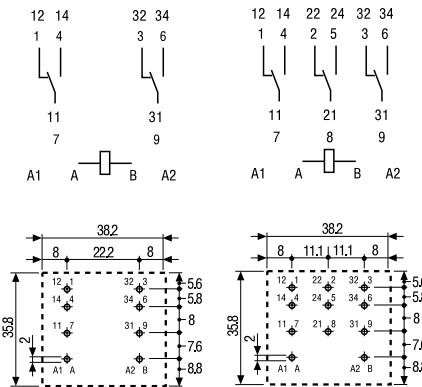 12 14 32 34
1 4 3 6
11 31
7 9
A1 A B A2
38.2
8 22.2 8
12 1 32 3
14 4 34 6
11 7 31 9
A1 A A2 B
35.8
2
5.6
5.8
8
7.6
8.8
12 14 22 24 32 34
1 4 2 5 3 6
11 21 31
7 8 9
A1 A B A2
38.2
8 11.1 11.1 8
12 1 22 2 32 3
14 4 24 5 34 6
11 7 21 8 31 9
A1 A A2 B
35.8
2
8